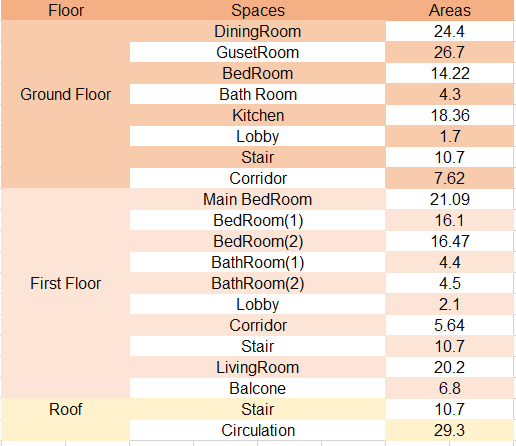 Floor Spaces Areas
DiningRoom 24.4
GusetRoom 26.7
BedRoom 14.22
Ground Floor Bath Room 4.3
Kitchen 18.36
Lobby 1.7
Stair 10.7
Corridor 7.62
Main BedRoom 21.09
BedRoom(1) 16.1
BedRoom(2) 16.47
BathRoom(1) 4.4
First Floor BathRoom(2) 4.5
Lobby 2.1
Corridor 5.64
Stair 10.7
LivingRoom 20.2
Balcone 6.8
Roof Stair 10.7
Circulation 29.3